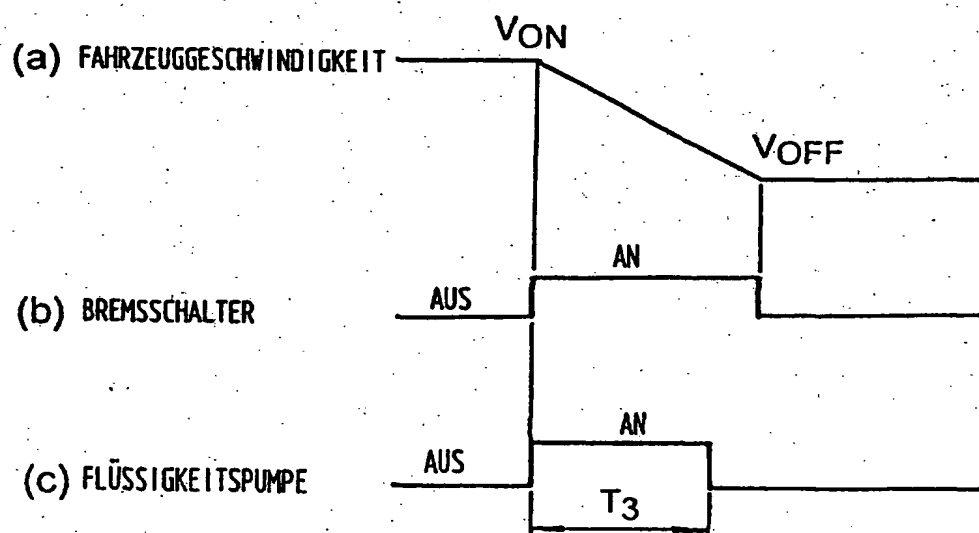 VON
(a) FAHRZEUGGESCHWINDIGKEIT
VOFF
AN
(b) BREMSSCHALTER AUS
AN
(c) FLÜSSIGKEITSPUMPE AUS
T3